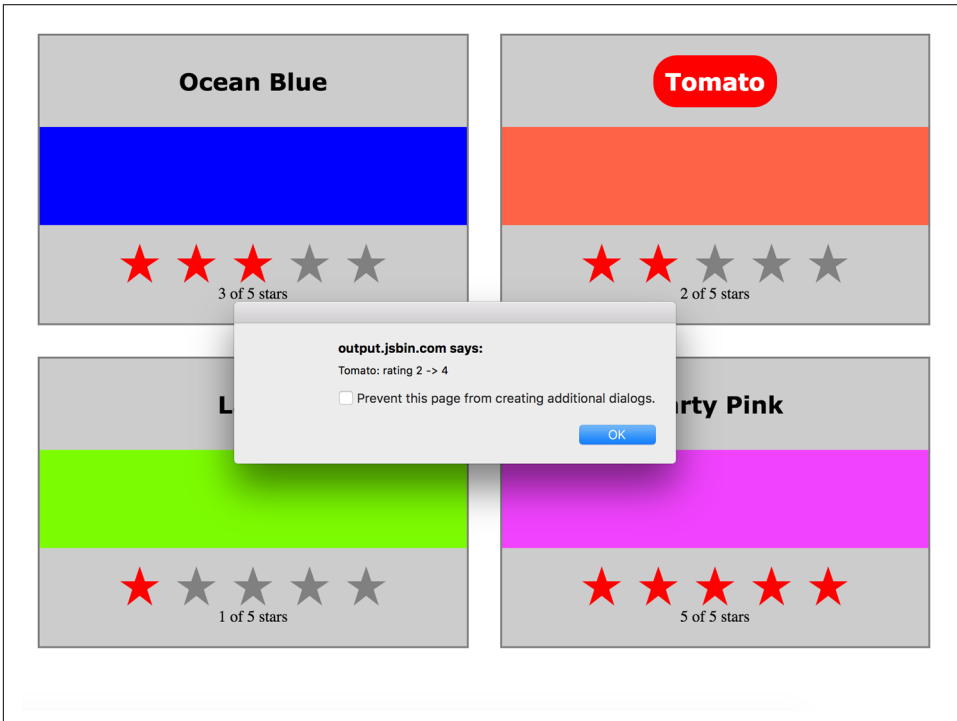 Ocean Blue
Tomato
3 of 5 stars
2 of 5 stars
output.jsbin.com says:
Tomato: rating 2 -> 4
Prevent this page from creating additional dialogs.
OK
Pink
1 of 5 stars
5 of 5 stars